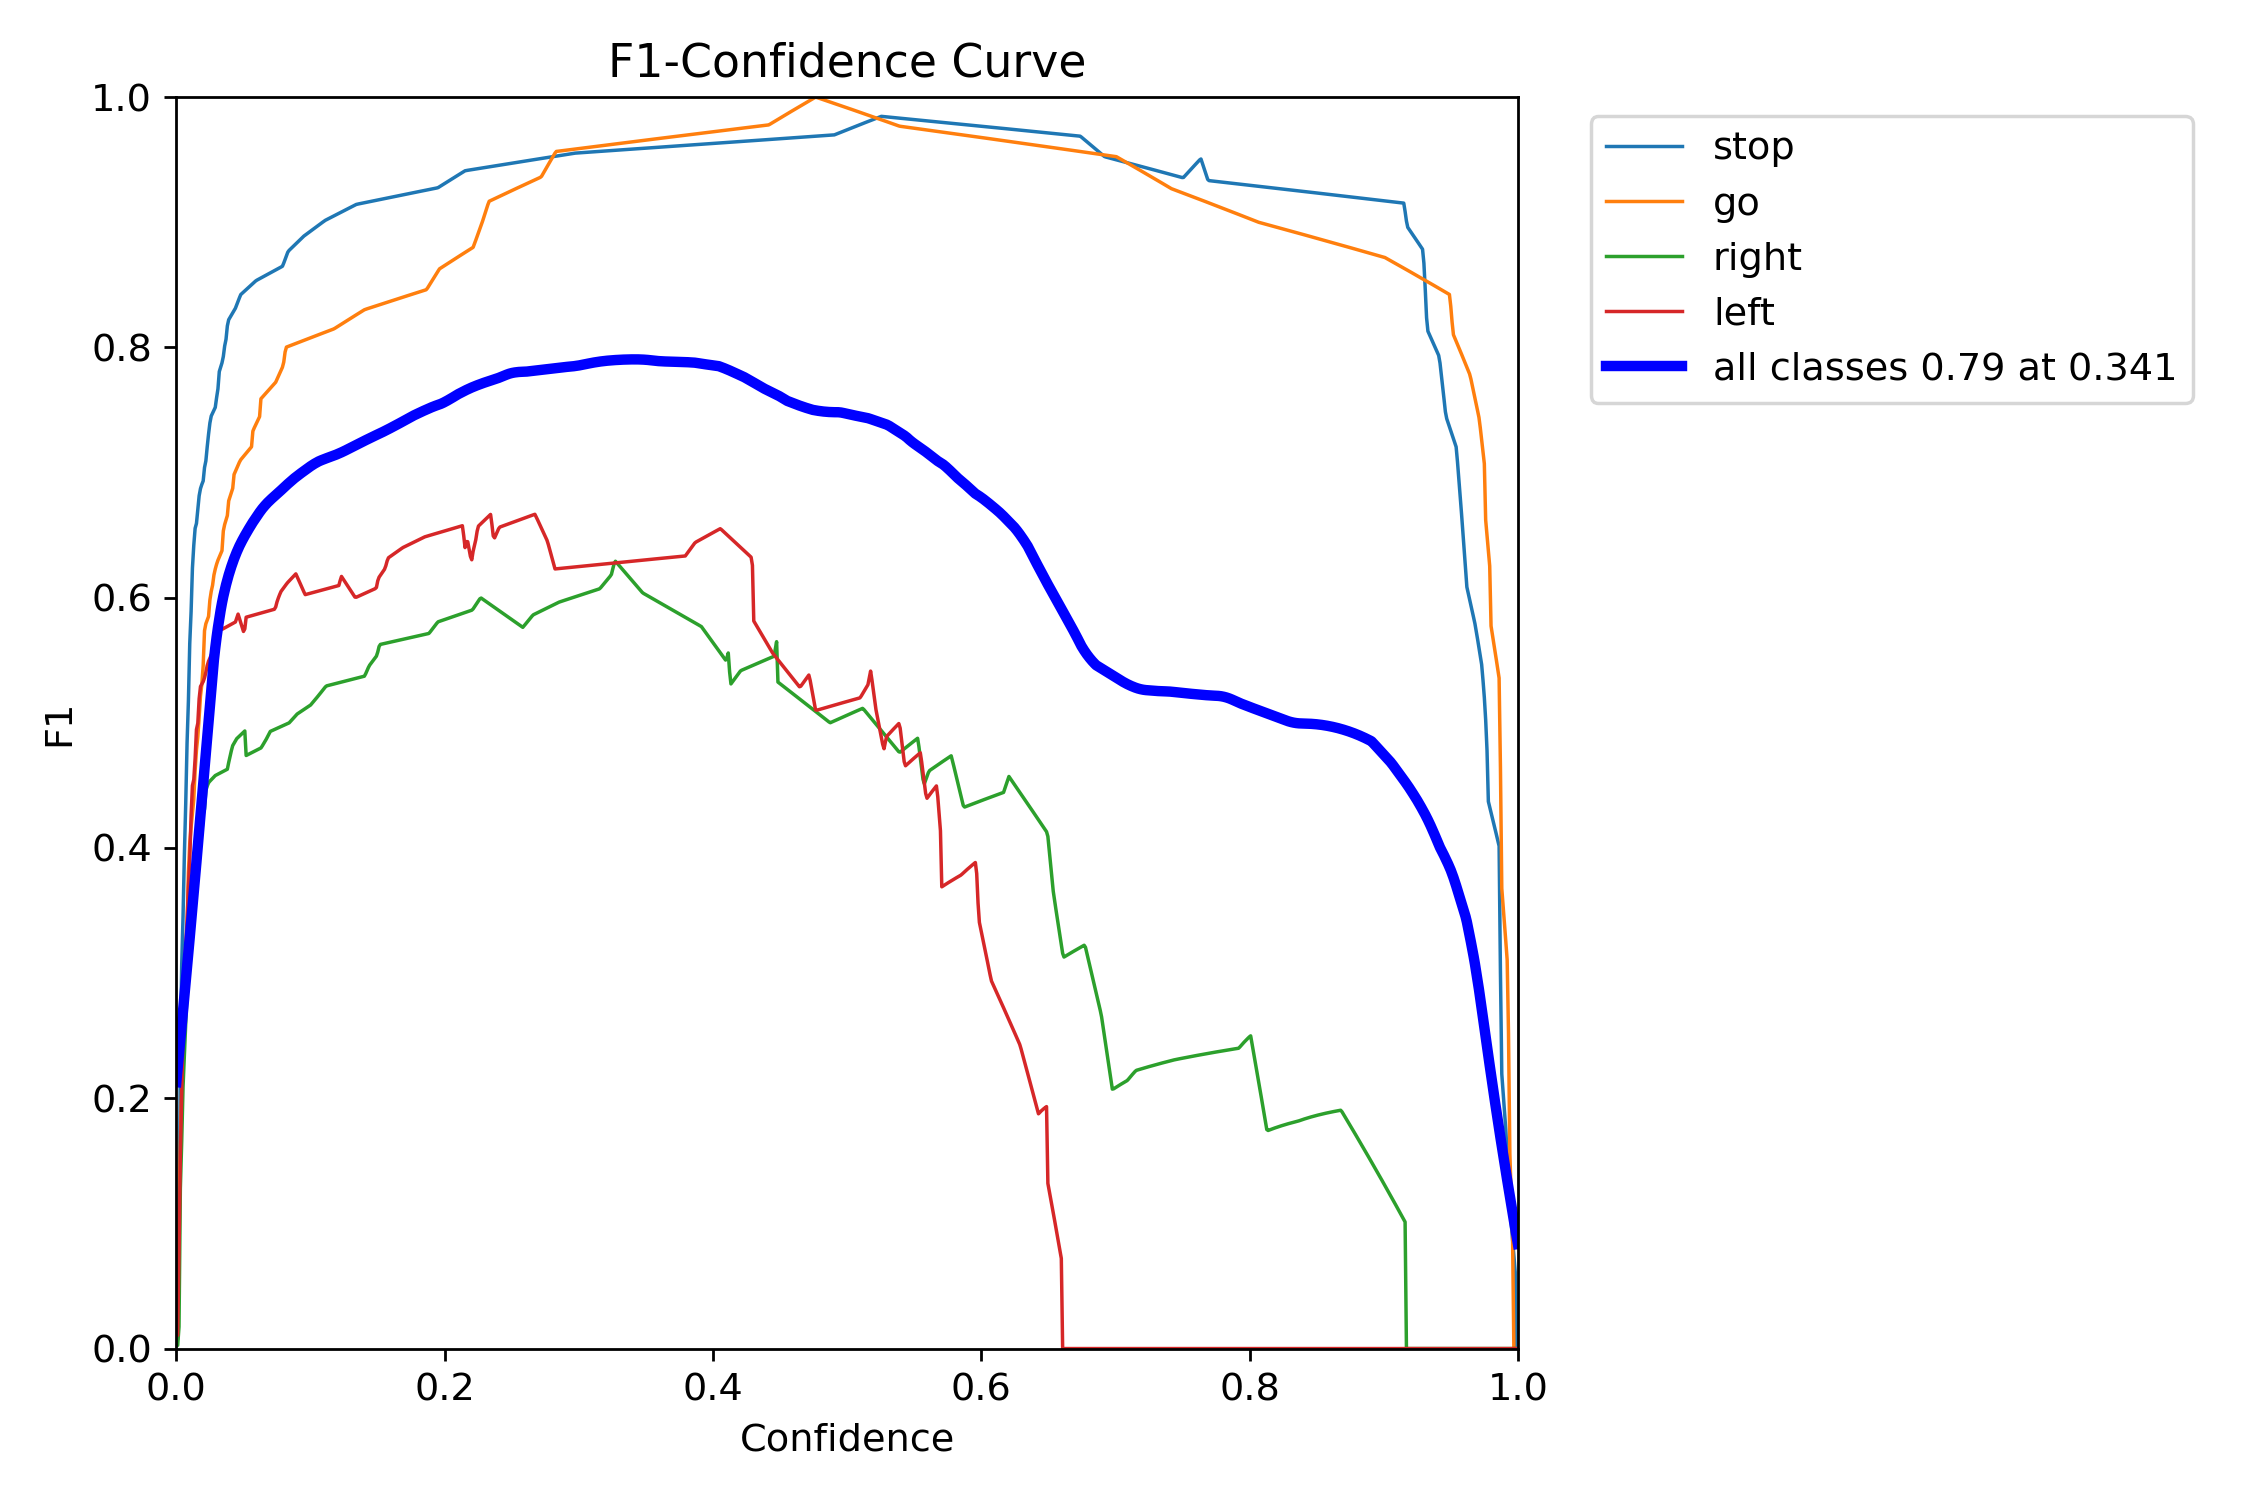 F1-Confidence Curve
1.0
0.8
0.6
0.4
0.2
0.0
F1
0.0 0.2 0.4 0.6 0.8 1.0
Confidence
stop
go
right
left
all classes 0.79 at 0.341